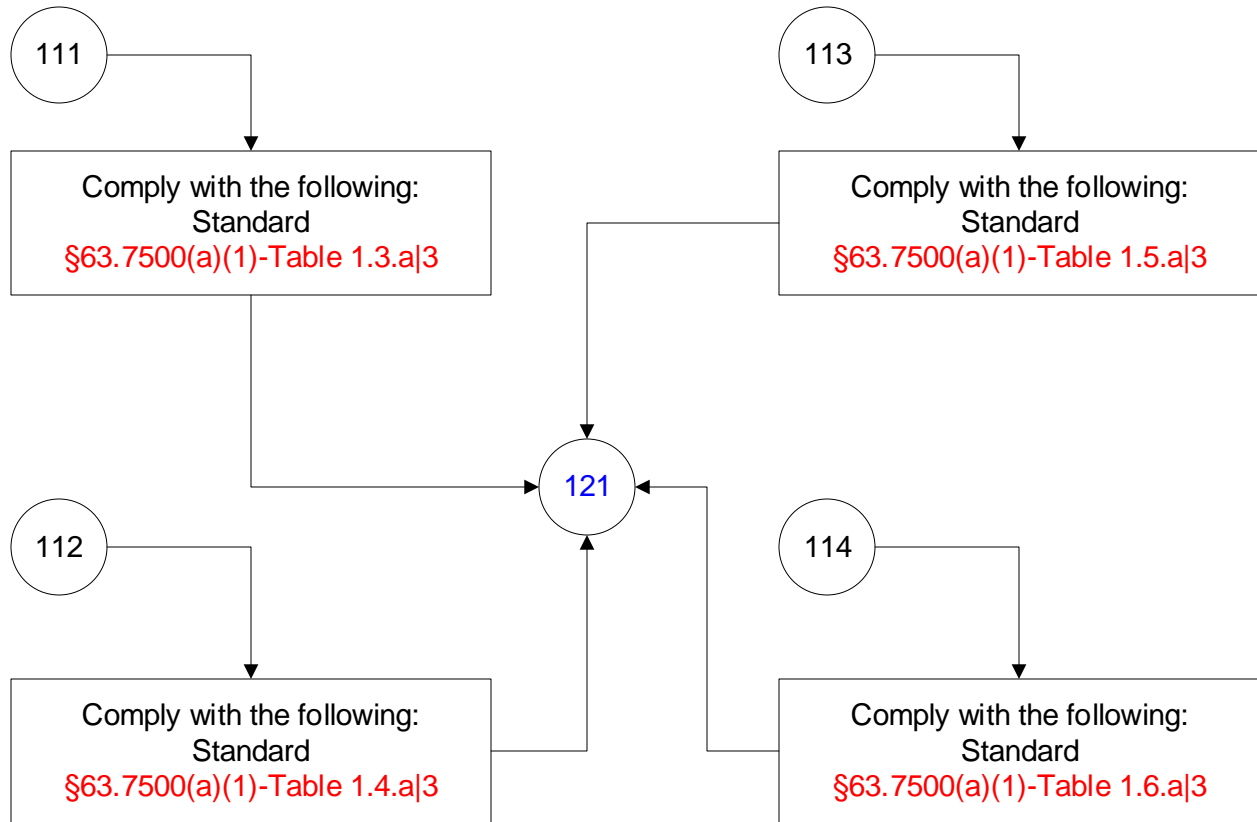 111
Comply with the following:
Standard
§63.7500(a)(1)-Table 1.3.a|3
113
Comply with the following:
Standard
§63.7500(a)(1)-Table 1.5.a|3
121
112
Comply with the following:
Standard
§63.7500(a)(1)-Table 1.4.a|3
114
Comply with the following:
Standard
§63.7500(a)(1)-Table 1.6.a|3